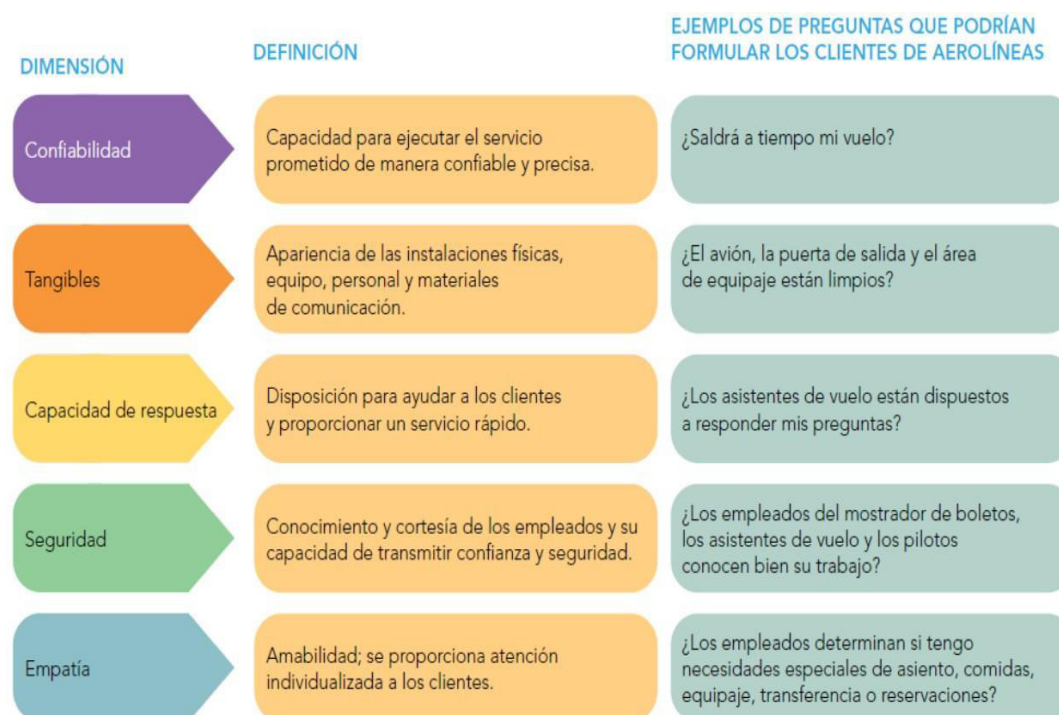 DIMENSIÓN
DEFINICIÓN
EJEMPLOS DE PREGUNTAS QUE PODRÍAN
FORMULAR LOS CLIENTES DE AEROLÍNEAS
Confiabilidad
Capacidad para ejecutar el servicio
prometido de manera confiable y precisa.
¿Saldrá a tiempo mi vuelo?
Tangibles
Apariencia de las instalaciones físicas,
equipo, personal y materiales
de comunicación.
¿El avión, la puerta de salida y el área
de equipaje están limpios?
Capacidad de respuesta
Disposición para ayudar a los clientes
y proporcionar un servicio rápido.
¿Los asistentes de vuelo están dispuestos
a responder mis preguntas?
Seguridad
Conocimiento y cortesía de los empleados y su
capacidad de transmitir confianza y seguridad.
¿Los empleados del mostrador de boletos,
los asistentes de vuelo y los pilotos
conocen bien su trabajo?
Empatía
Amabilidad; se proporciona atención
individualizada a los clientes.
¿Los empleados determinan si tengo
necesidades especiales de asiento, comidas,
equipaje, transferencia o reservaciones?